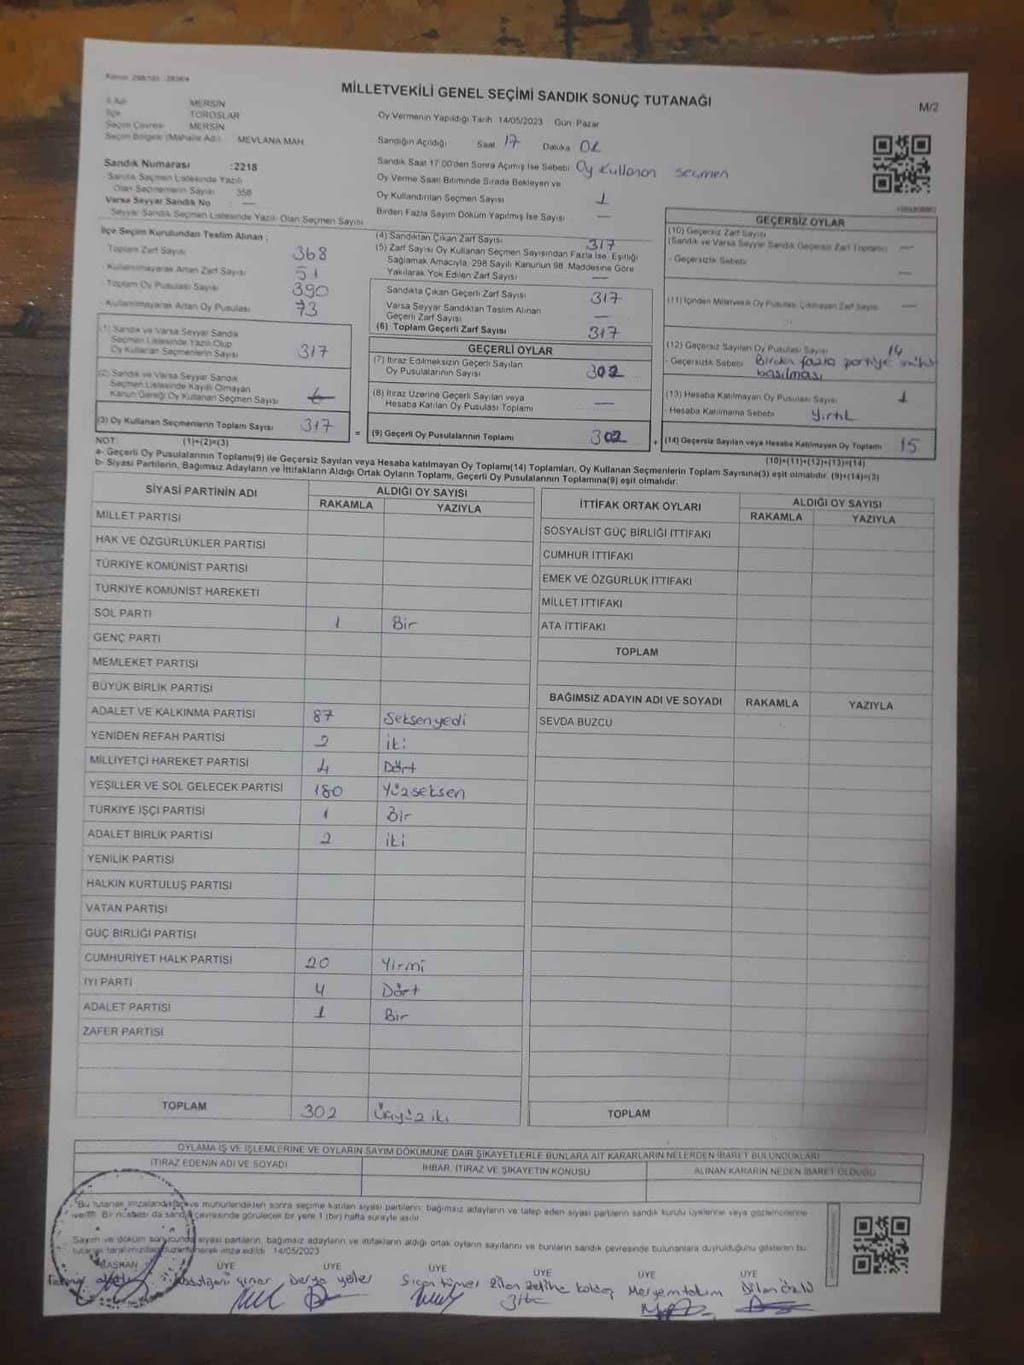 MİLLETVEKİLİ GENEL SEÇİMİ SANDIK SONUÇ TUTANAĞI
M/2
İl Adı MERSİN
İlçe TOROSLAR
Seçim Çevresi MERSİN
Seçim Bölgesi (Mahalle Adı) MEVLANA MAH.
Oy Vermenin Yapıldığı Tarih 14/05/2023 Gün Pazar
Sandığın Açıldığı Saat 17 Dakika 02
Sandık Saat 17.00'den Sonra Açılmış İse Sebebi Oy Kullanan seçmen
Oy Verme Saati Bitiminde Sırada Bekleyen ve
Oy Kullandırılan Seçmen Sayısı 1
Birden Fazla Sayım Döküm Yapılmış İse Sayısı —
Sandık Numarası :2218
Sandık Seçmen Listesinde Yazılı
Olan Seçmenlerin Sayısı 358
Varsa Seyyar Sandık No : —
Seyyar Sandık Seçmen Listesinde Yazılı Olan Seçmen Sayısı
İlçe Seçim Kurulundan Teslim Alınan :
Toplam Zarf Sayısı 368
Kullanılmayarak Artan Zarf Sayısı 51
Toplam Oy Pusulası Sayısı 390
Kullanılmayarak Artan Oy Pusulası 73
(1) Sandık ve Varsa Seyyar Sandık
Seçmen Listesinde Yazılı Olup
Oy Kullanan Seçmenlerin Sayısı 317
(2) Sandık ve Varsa Seyyar Sandık
Seçmen Listesinde Kayıtlı Olmayan
Kanun Gereği Oy Kullanan Seçmen Sayısı
(3) Oy Kullanan Seçmenlerin Toplam Sayısı 317
(1)+(2)=(3)
(4) Sandıktan Çıkan Zarf Sayısı 317
(5) Zarf Sayısı Oy Kullanan Seçmen Sayısından Fazla İse, Eşitliği
Sağlamak Amacıyla, 298 Sayılı Kanunun 98. Maddesine Göre
Yakılarak Yok Edilen Zarf Sayısı —
Sandıkta Çıkan Geçerli Zarf Sayısı 317
Varsa Seyyar Sandıktan Teslim Alınan
Geçerli Zarf Sayısı —
(6) Toplam Geçerli Zarf Sayısı 317
GEÇERLİ OYLAR
(7) İtiraz Edilmeksizin Geçerli Sayılan
Oy Pusulalarının Sayısı 302
(8) İtiraz Üzerine Geçerli Sayılan veya
Hesaba Katılan Oy Pusulası Toplamı —
= (9) Geçerli Oy Pusulalarının Toplamı 302
GEÇERSİZ OYLAR
(10) Geçersiz Zarf Sayısı
(Sandık ve Varsa Seyyar Sandık Geçersiz Zarf Toplamı) —
- Geçersizlik Sebebi —
(11) İçinden Milletvekili Oy Pusulası Çıkmayan Zarf Sayısı —
(12) Geçersiz Sayılan Oy Pusulası Sayısı 14
- Geçersizlik Sebebi Birden fazla partiye mühür basılması
(13) Hesaba Katılmayan Oy Pusulası Sayısı 1
- Hesaba Katılmama Sebebi Yırtık
+ (14) Geçersiz Sayılan veya Hesaba Katılmayan Oy Toplamı 15
(10)+(11)+(12)+(13)=(14)
NOT:
a- Geçerli Oy Pusulalarının Toplamı(9) ile Geçersiz Sayılan veya Hesaba katılmayan Oy Toplamı(14) Toplamları, Oy Kullanan Seçmenlerin Toplam Sayısına(3) eşit olmalıdır. (9)+(14)=(3)
b- Siyasi Partilerin, Bağımsız Adayların ve İttifakların Aldığı Ortak Oyların Toplamı, Geçerli Oy Pusulalarının Toplamına(9) eşit olmalıdır.
SİYASİ PARTİNİN ADI ALDIĞI OY SAYISI
RAKAMLA YAZIYLA
MİLLET PARTİSİ
HAK VE ÖZGÜRLÜKLER PARTİSİ
TÜRKİYE KOMÜNİST PARTİSİ
TÜRKİYE KOMÜNİST HAREKETİ
SOL PARTİ 1 Bir
GENÇ PARTİ
MEMLEKET PARTİSİ
BÜYÜK BİRLİK PARTİSİ
ADALET VE KALKINMA PARTİSİ 87 Seksenyedi
YENİDEN REFAH PARTİSİ 2 iki
MİLLİYETÇİ HAREKET PARTİSİ 4 Dört
YEŞİLLER VE SOL GELECEK PARTİSİ 180 Yüzseksen
TÜRKİYE İŞÇİ PARTİSİ 1 Bir
ADALET BİRLİK PARTİSİ 2 iki
YENİLİK PARTİSİ
HALKIN KURTULUŞ PARTİSİ
VATAN PARTİSİ
GÜÇ BİRLİĞİ PARTİSİ
CUMHURİYET HALK PARTİSİ 20 Yirmi
İYİ PARTİ 4 Dört
ADALET PARTİSİ 1 Bir
ZAFER PARTİSİ
TOPLAM 302 Üçyüz iki
İTTİFAK ORTAK OYLARI ALDIĞI OY SAYISI
RAKAMLA YAZIYLA
SOSYALİST GÜÇ BİRLİĞİ İTTİFAKI
CUMHUR İTTİFAKI
EMEK VE ÖZGÜRLÜK İTTİFAKI
MİLLET İTTİFAKI
ATA İTTİFAKI
TOPLAM
BAĞIMSIZ ADAYIN ADI VE SOYADI RAKAMLA YAZIYLA
SEVDA BUZCU
TOPLAM
OYLAMA İŞ VE İŞLEMLERİNE VE OYLARIN SAYIM DÖKÜMÜNE DAİR ŞİKAYETLERLE BUNLARA AİT KARARLARIN NELERDEN İBARET BULUNDUKLARI
İTİRAZ EDENİN ADI VE SOYADI İHBAR, İTİRAZ VE ŞİKAYETİN KONUSU ALINAN KARARIN NEDEN İBARET OLDUĞU
Bu tutanak imzalandıktan ve mühürlendikten sonra seçime katılan siyasi partilerin, bağımsız adayların ve talep eden siyasi partilerin sandık kurulu üyelerine veya gözlemcilerine
verilir. Bir nüshası da sandık çevresinde görülecek bir yere 1 (bir) hafta süreyle asılır.
Sayım ve döküm sonucunda siyasi partilerin, bağımsız adayların ve ittifakların aldığı ortak oyların sayılarını ve bunların sandık çevresinde bulunanlara duyrulduğunu gösteren bu
tutanak tarafımızdan düzenlenerek imza edildi. 14/05/2023
BAŞKAN ÜYE ÜYE ÜYE ÜYE ÜYE ÜYE
çınar Derya